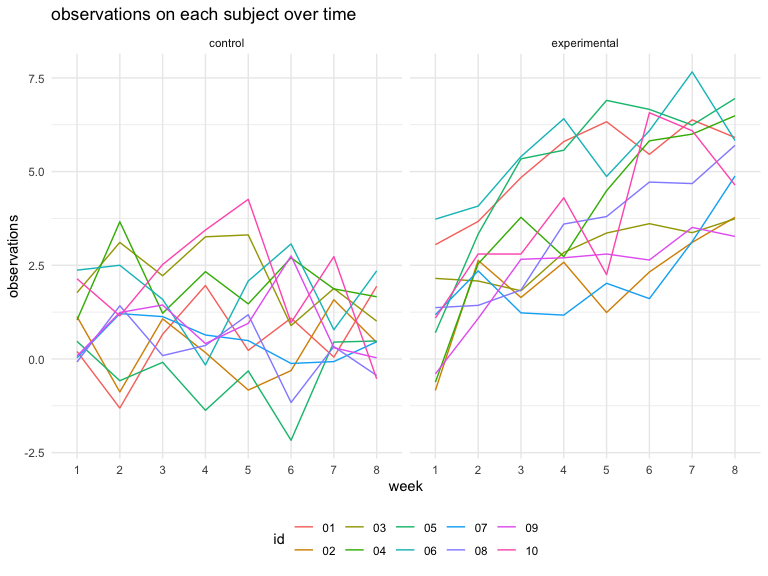 observations on each subject over time
control experimental
7.5
5.0
2.5
0.0
-2.5
observations
1 2 3 4 5 6 7 8 1 2 3 4 5 6 7 8
week
id
01 03 05 07 09
02 04 06 08 10